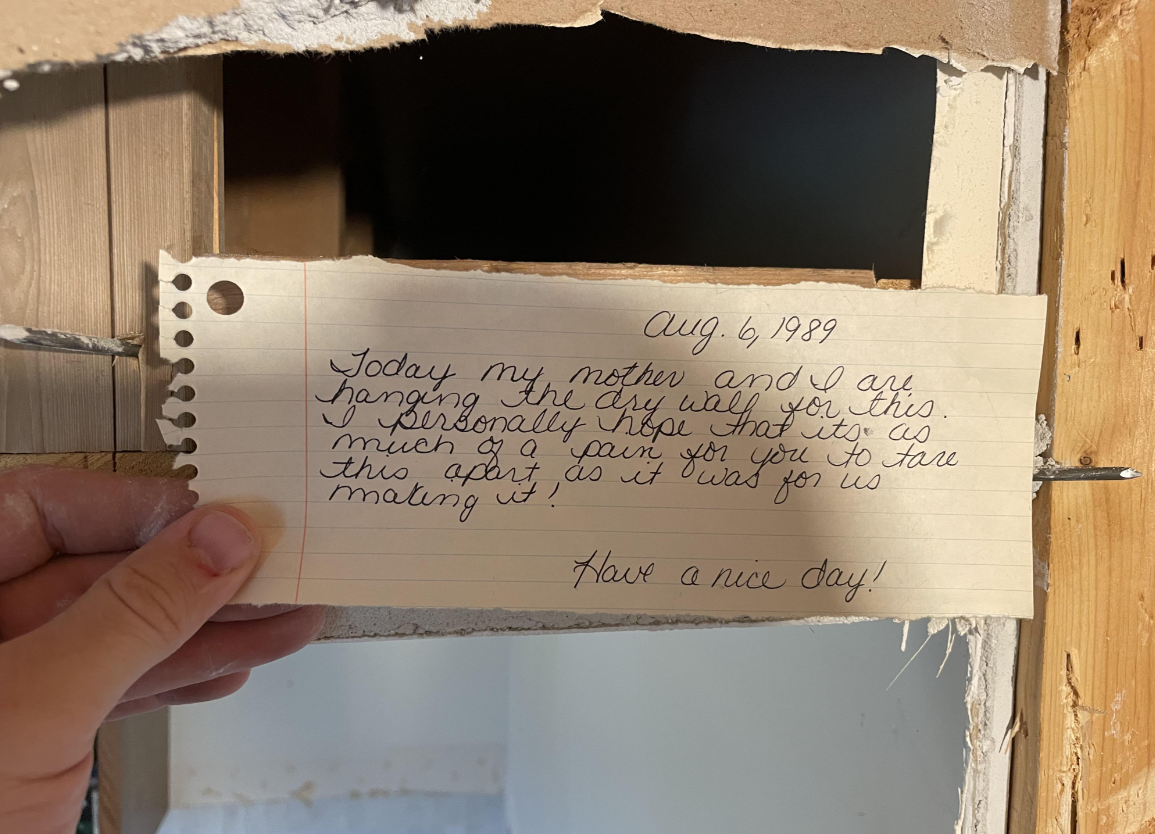 Aug. 6, 1989
Today my mother and I are
hanging the dry wall for this.
I personally hope that its as
much of a pain for you to tare
this apart as it was for us
making it!
Have a nice day!